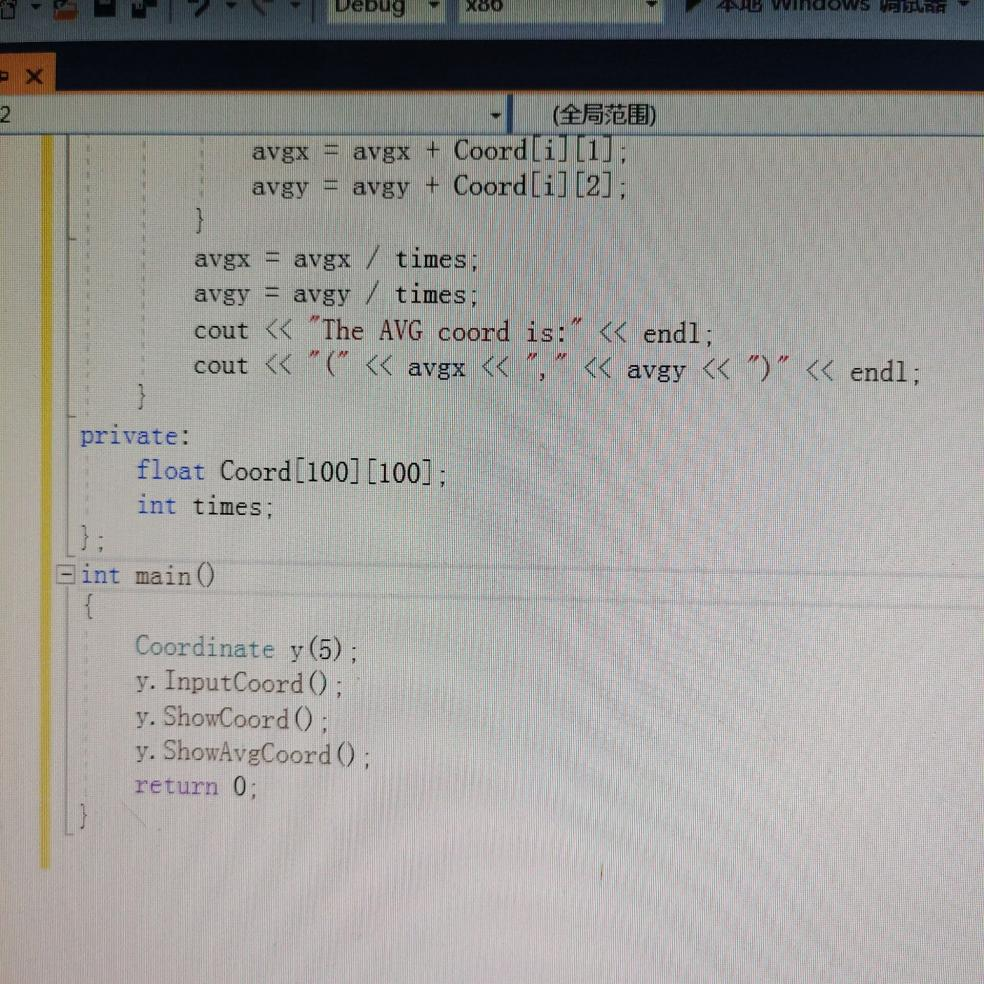 Debug x86 本地 Windows 调试器
2 (全局范围)
avgx = avgx + Coord[i][1];
avgy = avgy + Coord[i][2];
}
avgx = avgx / times;
avgy = avgy / times;
cout << "The AVG coord is:" << endl;
cout << "(" << avgx << "," << avgy << ")" << endl;
}
private:
float Coord[100][100];
int times;
};
int main()
{
Coordinate y(5);
y.InputCoord();
y.ShowCoord();
y.ShowAvgCoord();
return 0;
}